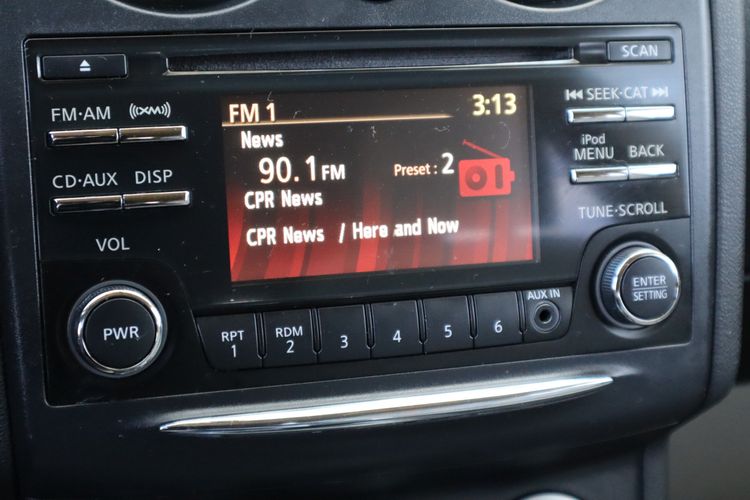 SCAN
FM·AM
(((XM)))
FM 1
3:13
⏮ SEEK·CAT ⏭
News
90.1 FM
Preset : 2
iPod
MENU
BACK
CD·AUX
DISP
CPR News
CPR News / Here and Now
TUNE·SCROLL
VOL
ENTER
SETTING
PWR
RPT
1
RDM
2
3
4
5
6
AUX IN